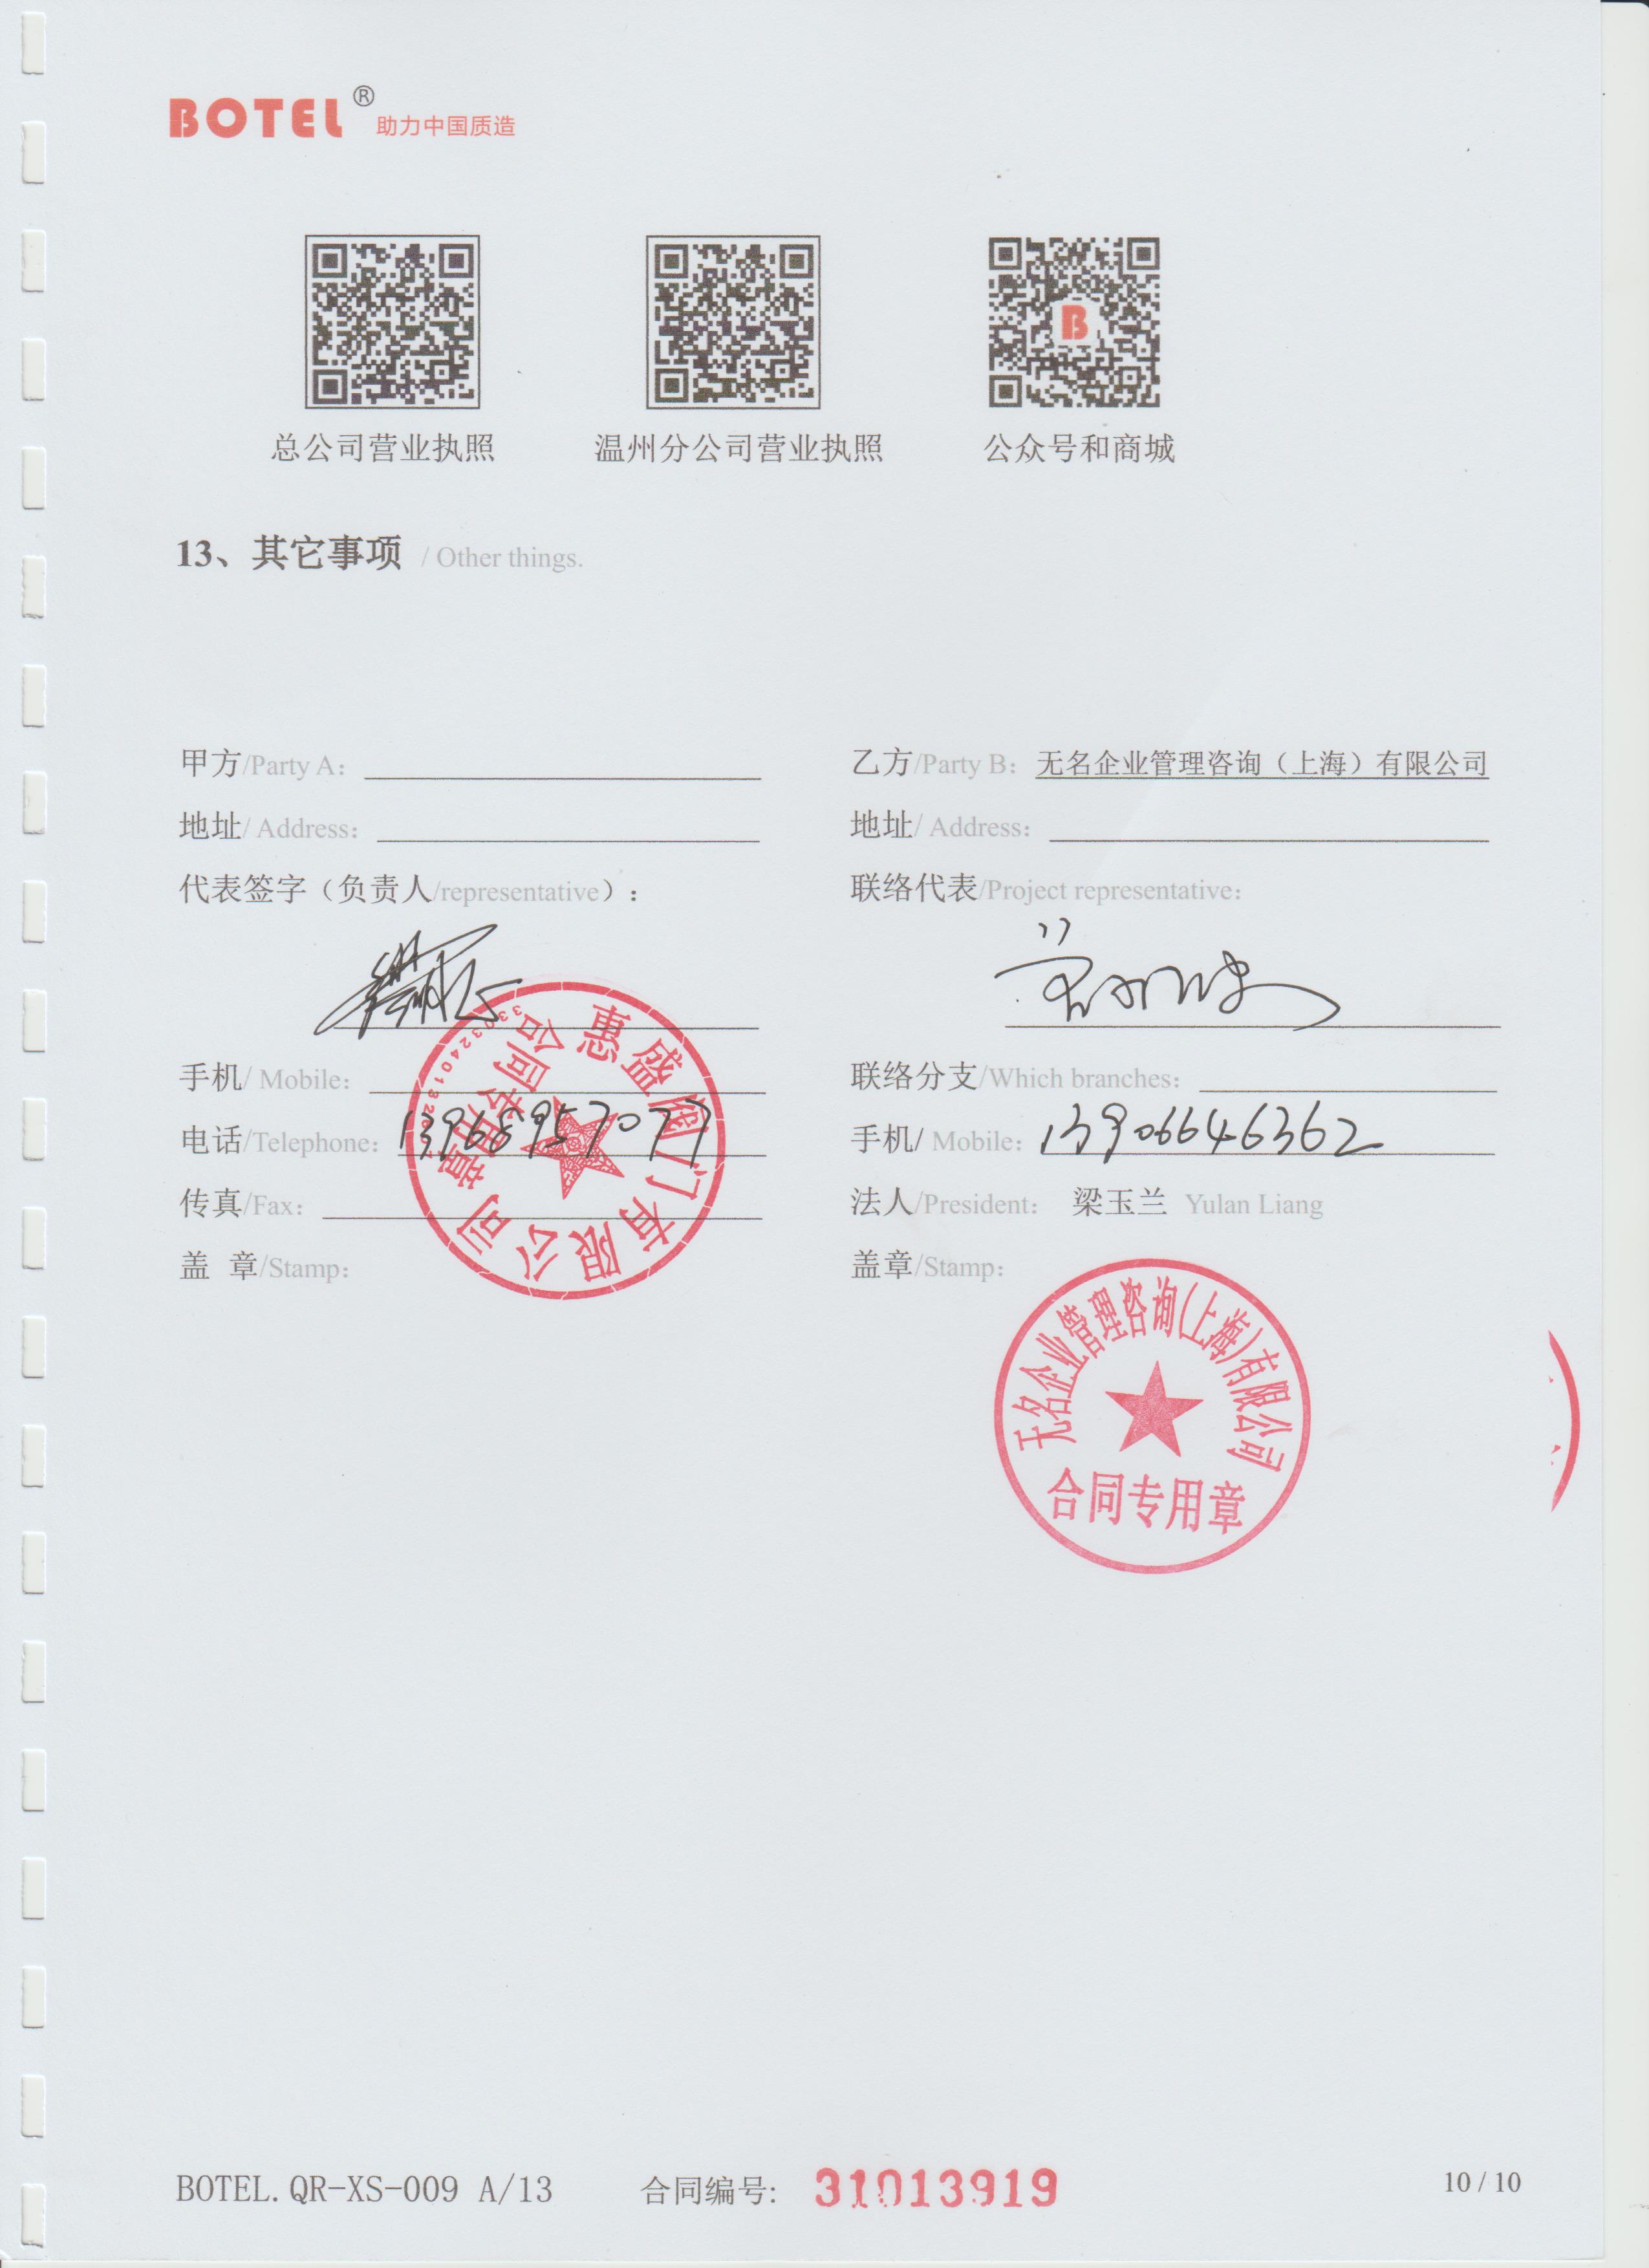 BOTEL® 助力中国质造
总公司营业执照 温州分公司营业执照 公众号和商城
13、其它事项 / Other things.
甲方/Party A： 乙方/Party B：无名企业管理咨询（上海）有限公司
地址/ Address： 地址/ Address：
代表签字（负责人/representative）： 联络代表/Project representative：
手机/ Mobile： 联络分支/Which branches：
电话/Telephone：13968957077 手机/ Mobile：13906646362
传真/Fax： 法人/President： 梁玉兰 Yulan Liang
盖 章/Stamp： 盖章/Stamp：
惠盛阀门有限公司
合同专用章
无名企业管理咨询(上海)有限公司
合同专用章
BOTEL.QR-XS-009 A/13 合同编号: 31013919 10 / 10